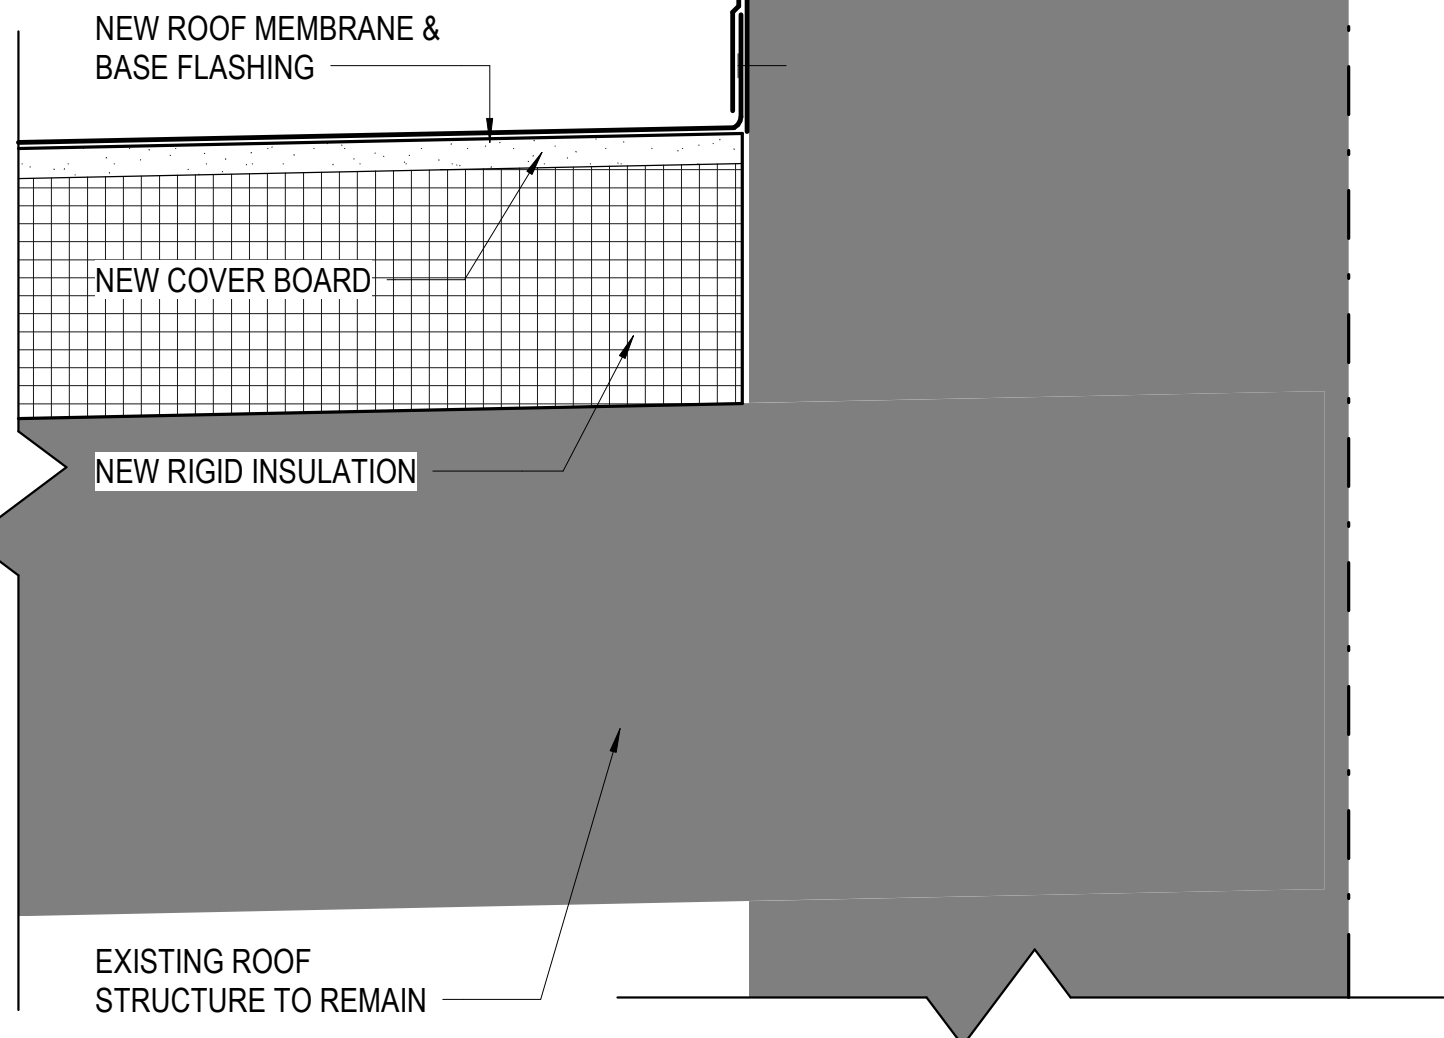 NEW ROOF MEMBRANE &
BASE FLASHING
NEW COVER BOARD
NEW RIGID INSULATION
EXISTING ROOF
STRUCTURE TO REMAIN